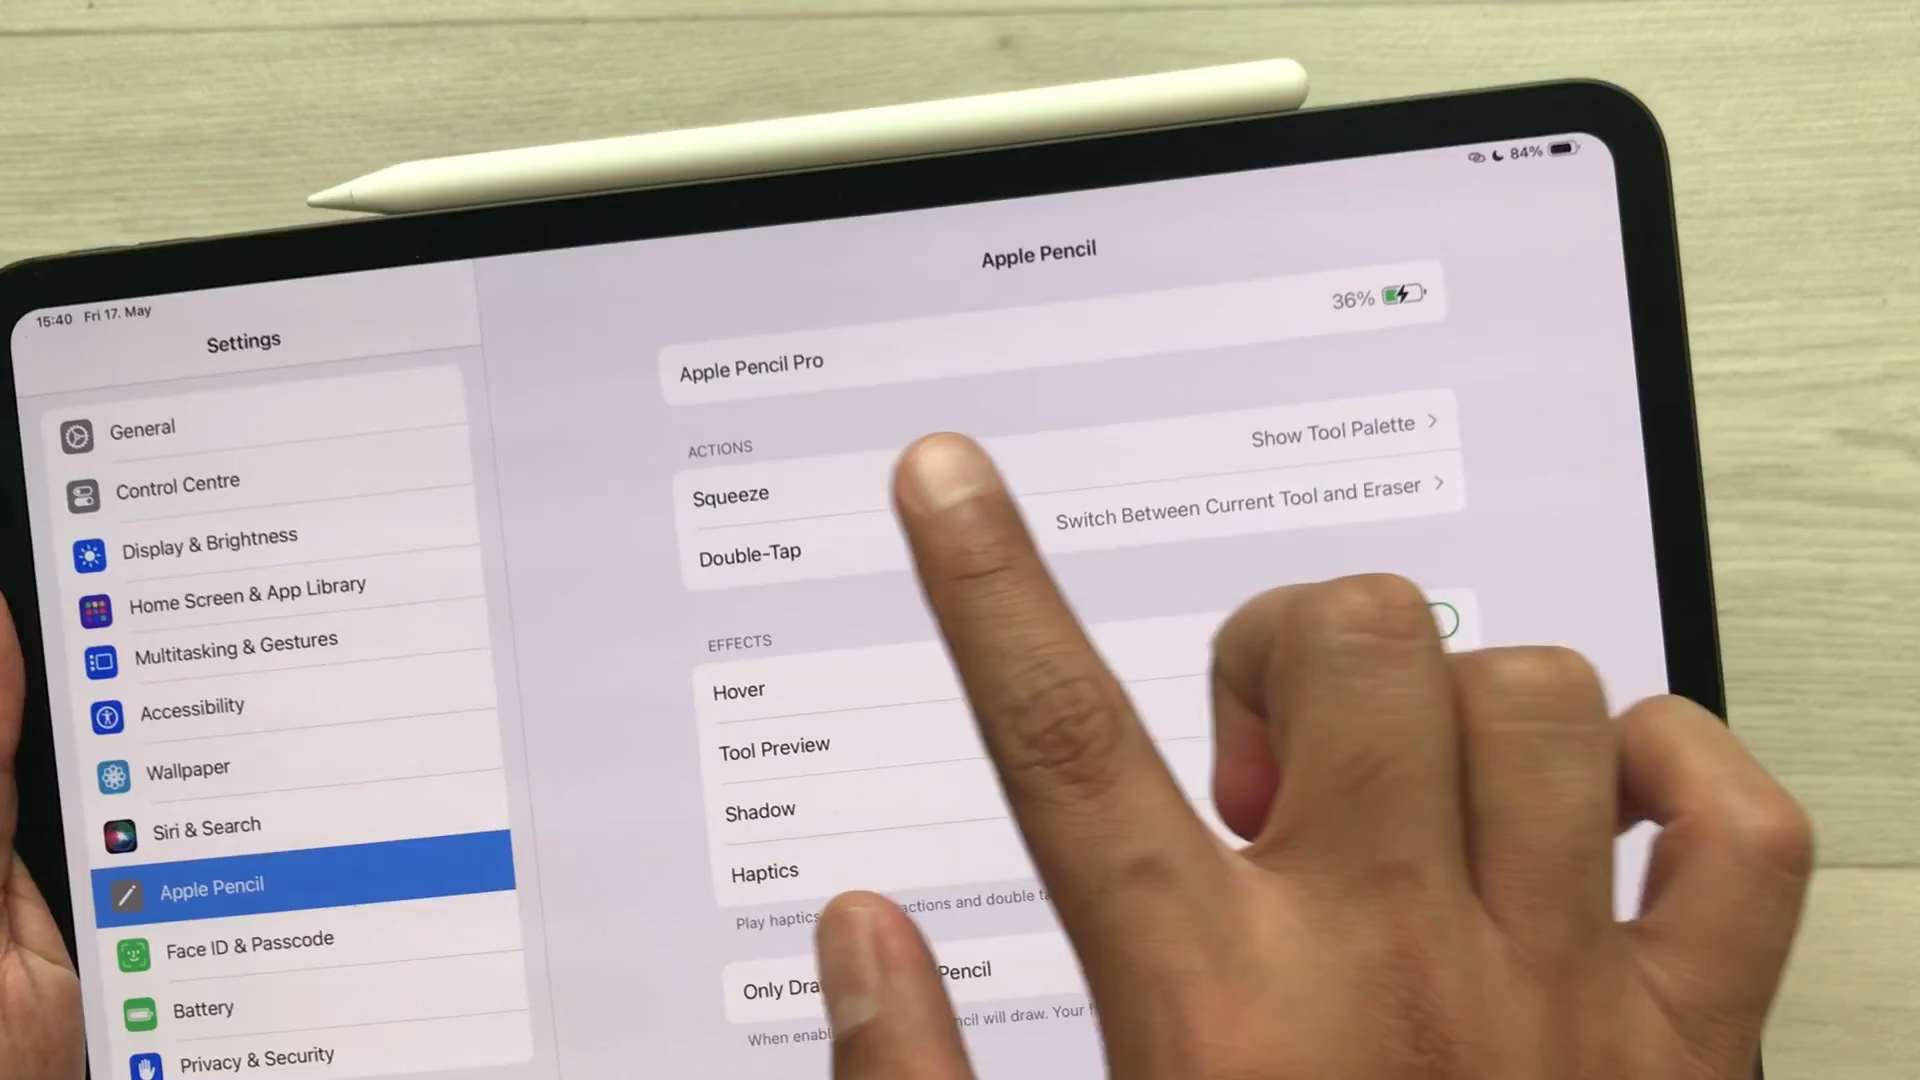 15:40 Fri 17. May
84%
Settings
General
Control Centre
Display & Brightness
Home Screen & App Library
Multitasking & Gestures
Accessibility
Wallpaper
Siri & Search
Apple Pencil
Face ID & Passcode
Battery
Privacy & Security
Apple Pencil
Apple Pencil Pro 36%
ACTIONS
Squeeze Show Tool Palette
Double-Tap Switch Between Current Tool and Eraser
EFFECTS
Hover
Tool Preview
Shadow
Haptics
Play haptics actions and double
Only Pencil
When will draw. Your